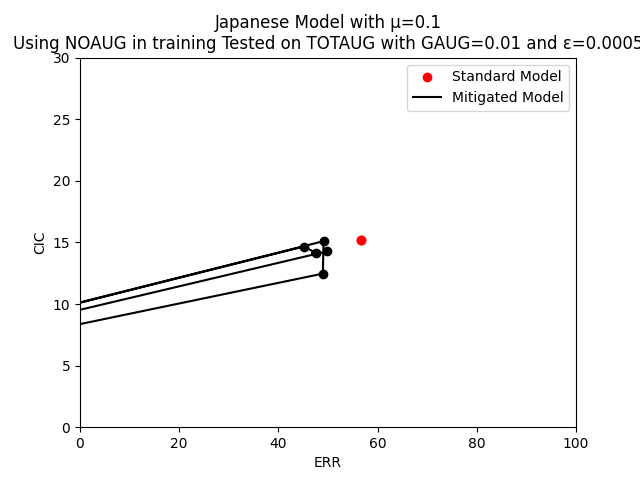 Japanese Model with μ=0.1
Using NOAUG in training Tested on TOTAUG with GAUG=0.01 and ε=0.0005
Standard Model
Mitigated Model
30
25
20
15
10
5
0
CIC
0 20 40 60 80 100
ERR